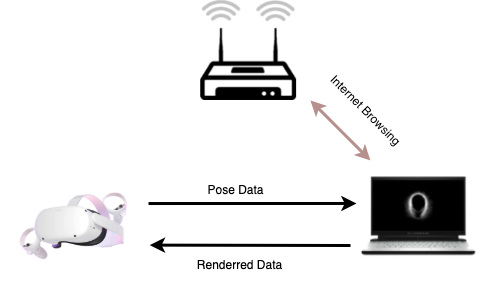 Internet Browsing
Pose Data
Renderred Data